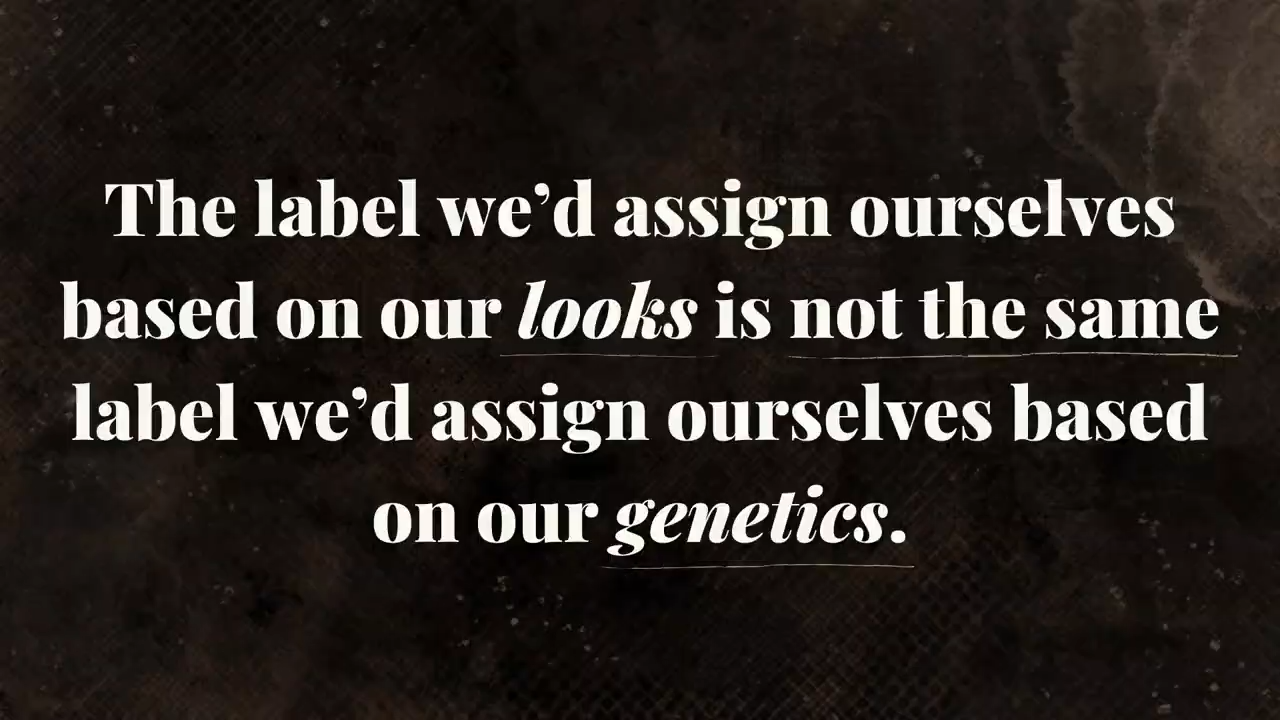 The label we’d assign ourselves
based on our looks is not the same
label we’d assign ourselves based
on our genetics.